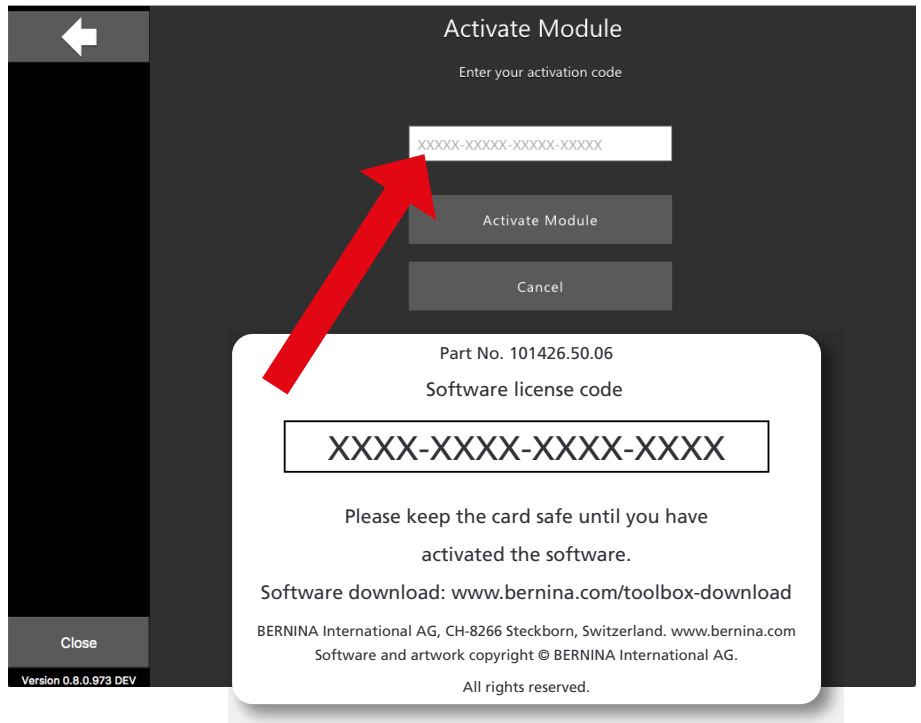 Activate Module
Enter your activation code
XXXXX-XXXXX-XXXXX-XXXXX
Activate Module
Cancel
Part No. 101426.50.06
Software license code
XXXX-XXXX-XXXX-XXXX
Please keep the card safe until you have
activated the software.
Software download: www.bernina.com/toolbox-download
BERNINA International AG, CH-8266 Steckborn, Switzerland. www.bernina.com
Software and artwork copyright © BERNINA International AG.
All rights reserved.
Close
Version 0.8.0.973 DEV